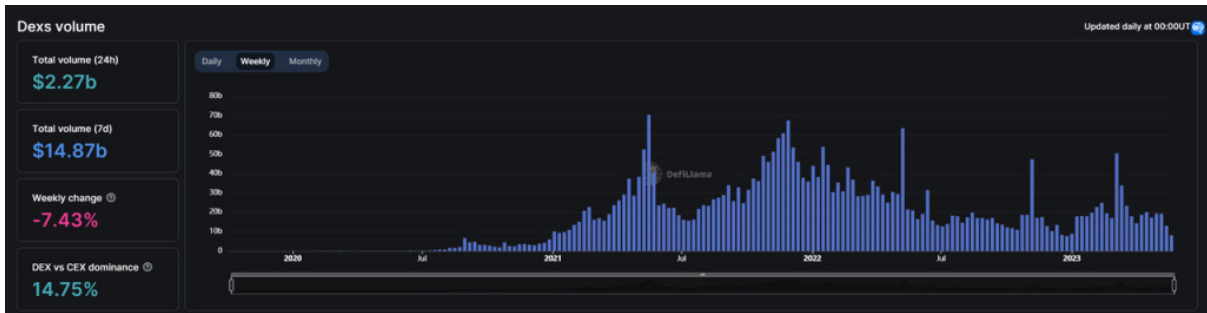 Dexs volume
Updated daily at 00:00UT
Total volume (24h)
$2.27b
Total volume (7d)
$14.87b
Weekly change
-7.43%
DEX vs CEX dominance
14.75%
Daily Weekly Monthly
80b
70b
60b
50b
40b
30b
20b
10b
0
DefiLlama
2020 Jul 2021 Jul 2022 Jul 2023